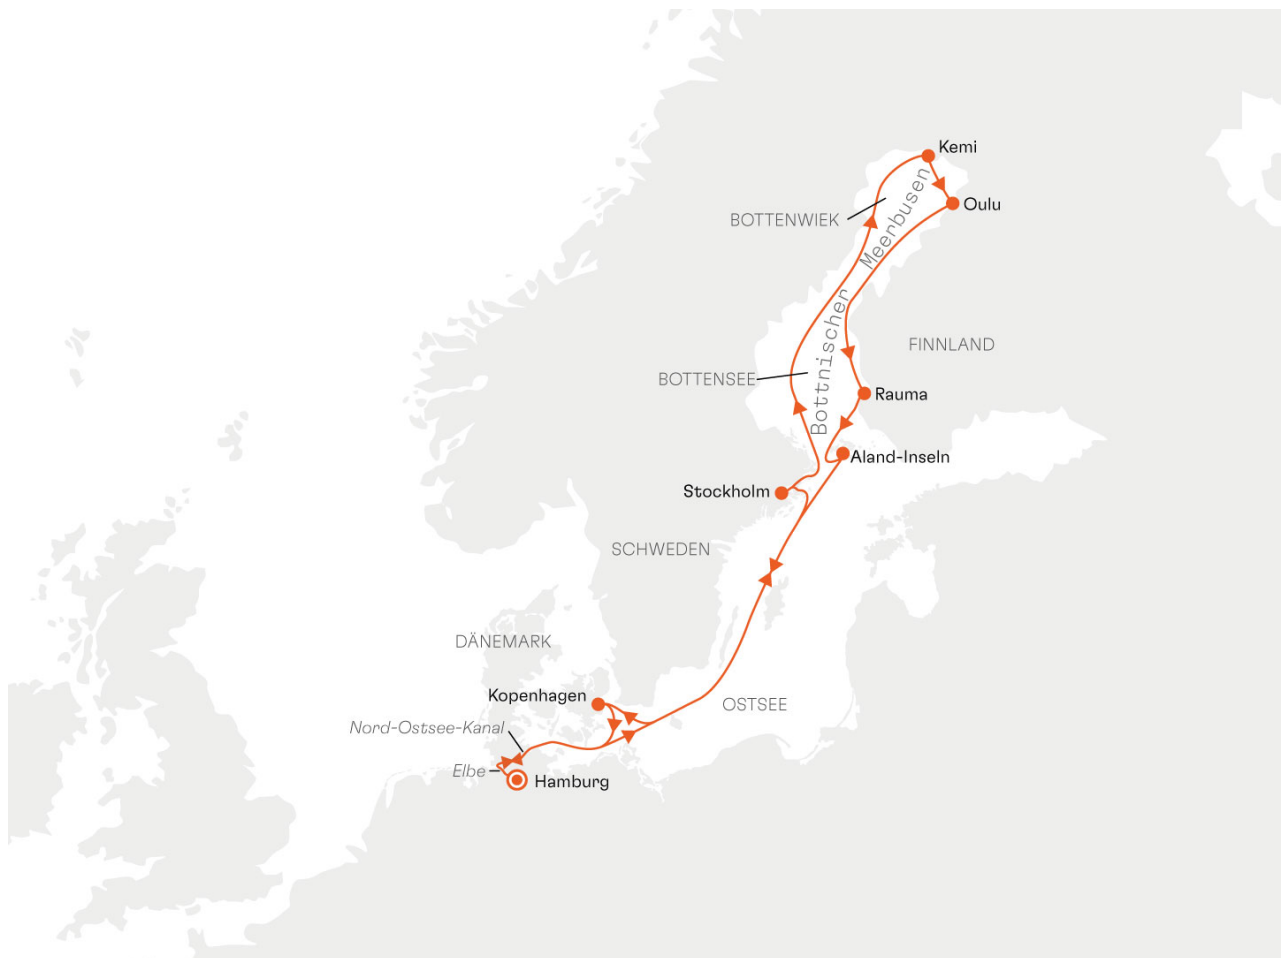 Kemi
Oulu
BOTTENWIEK
Bottnischer Meerbusen
FINNLAND
BOTTENSEE
Rauma
Aland-Inseln
Stockholm
SCHWEDEN
DÄNEMARK
Kopenhagen
OSTSEE
Nord-Ostsee-Kanal
Elbe
Hamburg